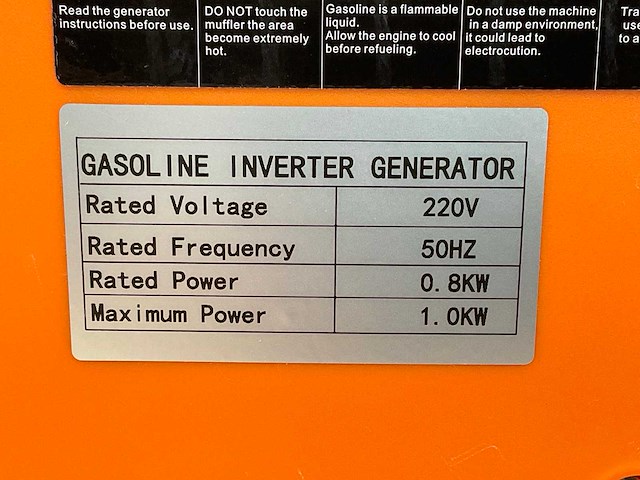 Read the generator
instructions before use.
DO NOT touch the
muffler the area
become extremely
hot.
Gasoline is a flammable
liquid.
Allow the engine to cool
before refueling.
Do not use the machine
in a damp environment,
it could lead to
electrocution.
GASOLINE INVERTER GENERATOR
Rated Voltage 220V
Rated Frequency 50HZ
Rated Power 0.8KW
Maximum Power 1.0KW